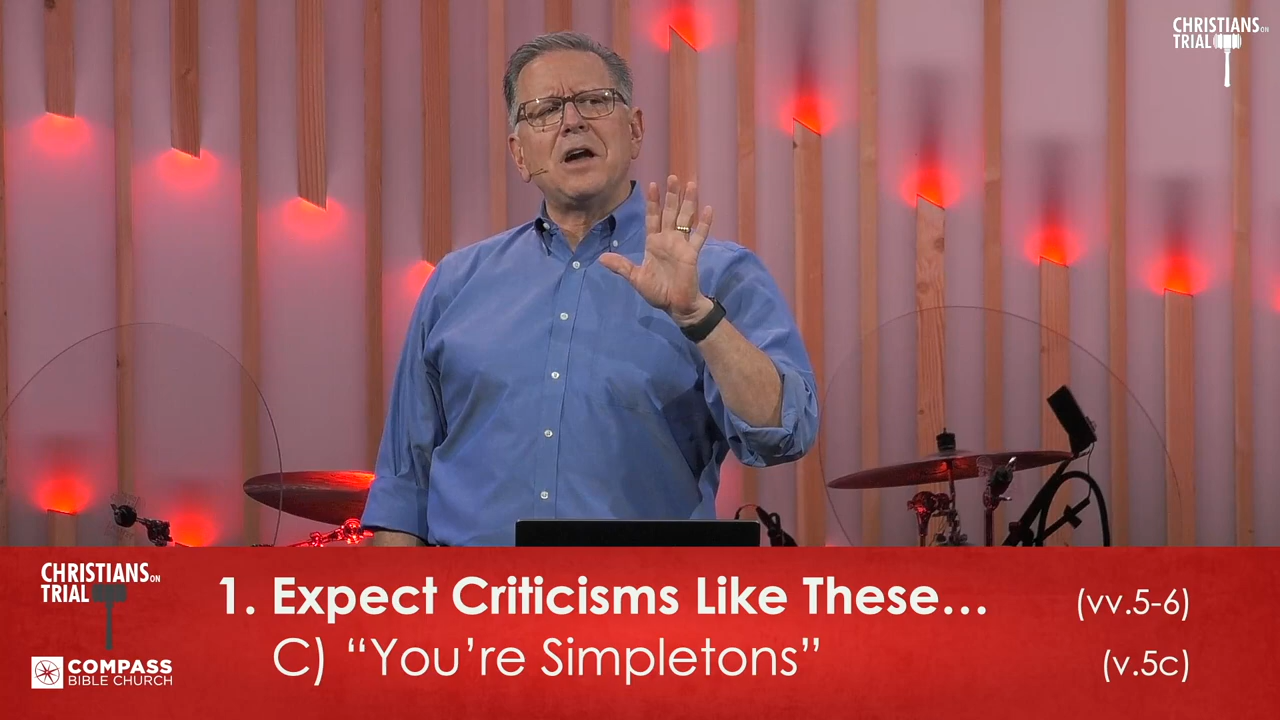 CHRISTIANS ON
TRIAL
CHRISTIANS ON
TRIAL
1. Expect Criticisms Like These... (vv.5-6)
C) “You’re Simpletons” (v.5c)
COMPASS
BIBLE CHURCH